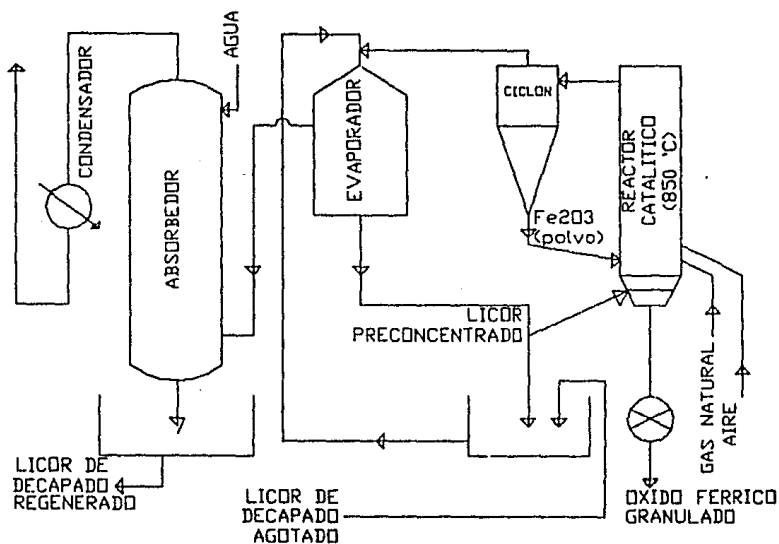 CONDENSADOR
AGUA
ABSORBEDOR
EVAPORADOR
CICLON
REACTOR
CATALITICO
(850 °C)
Fe2O3
(polvo)
LICOR
PRECONCENTRADO
GAS NATURAL
AIRE
LICOR DE
DECAPADO
REGENERADO
LICOR DE
DECAPADO
AGOTADO
OXIDO FERRICO
GRANULADO